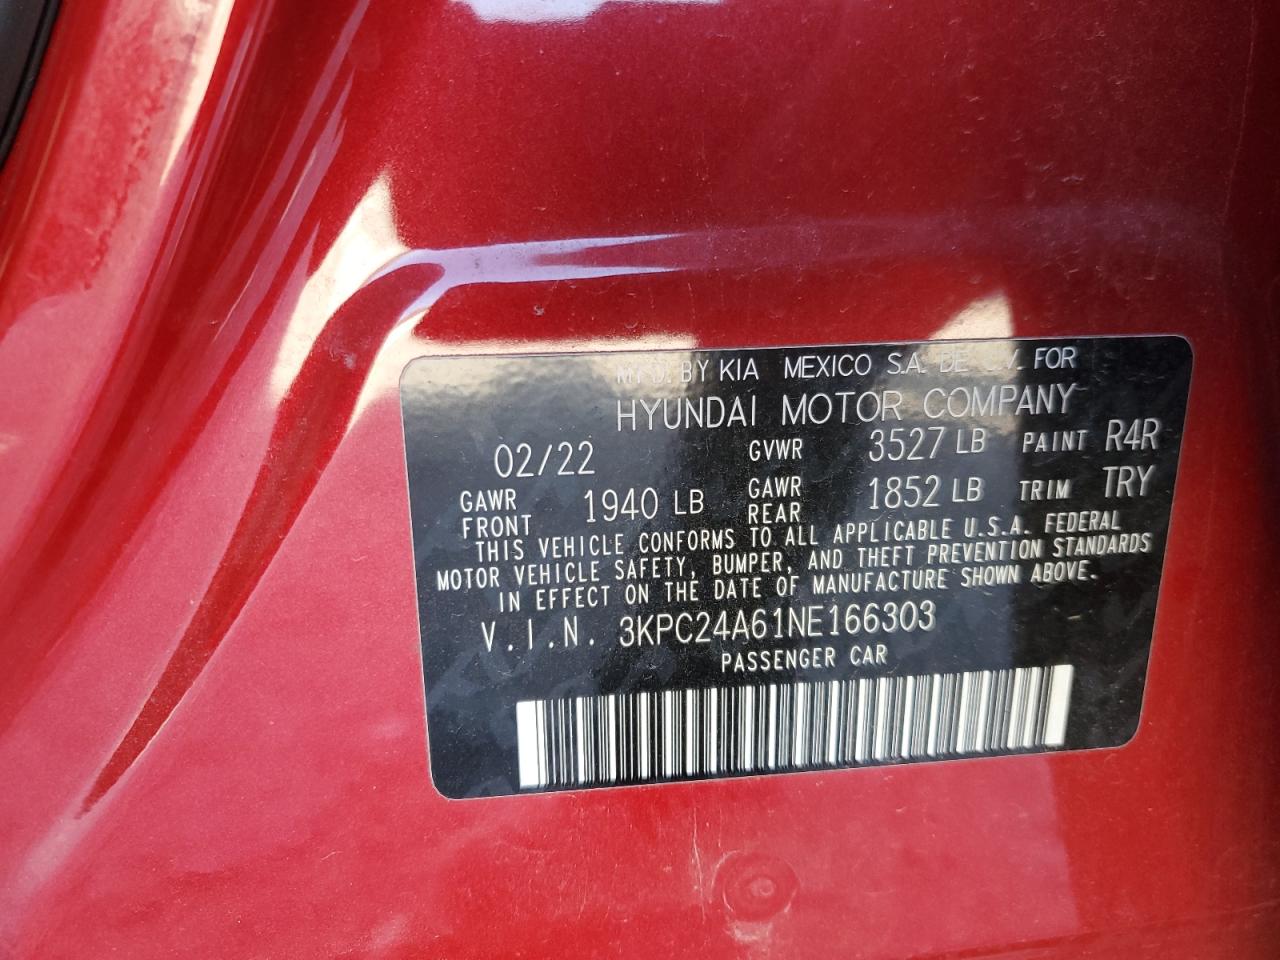 MFD. BY KIA MEXICO S.A. DE C.V. FOR
HYUNDAI MOTOR COMPANY
02/22 GVWR 3527 LB PAINT R4R
GAWR FRONT 1940 LB GAWR REAR 1852 LB TRIM TRY
THIS VEHICLE CONFORMS TO ALL APPLICABLE U.S.A. FEDERAL
MOTOR VEHICLE SAFETY, BUMPER, AND THEFT PREVENTION STANDARDS
IN EFFECT ON THE DATE OF MANUFACTURE SHOWN ABOVE.
V.I.N. 3KPC24A61NE166303
PASSENGER CAR